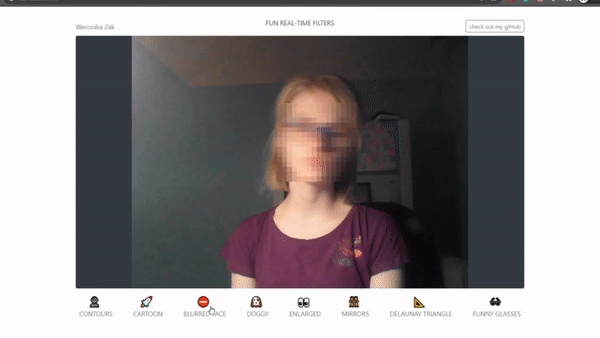 Weronika Zak
FUN REAL-TIME FILTERS
check out my gihtub
CONTOURS
CARTOON
BLURRED FACE
DOGGY
ENLARGED
MIRRORS
DELAUNAY TRIANGLE
FUNNY GLASSES